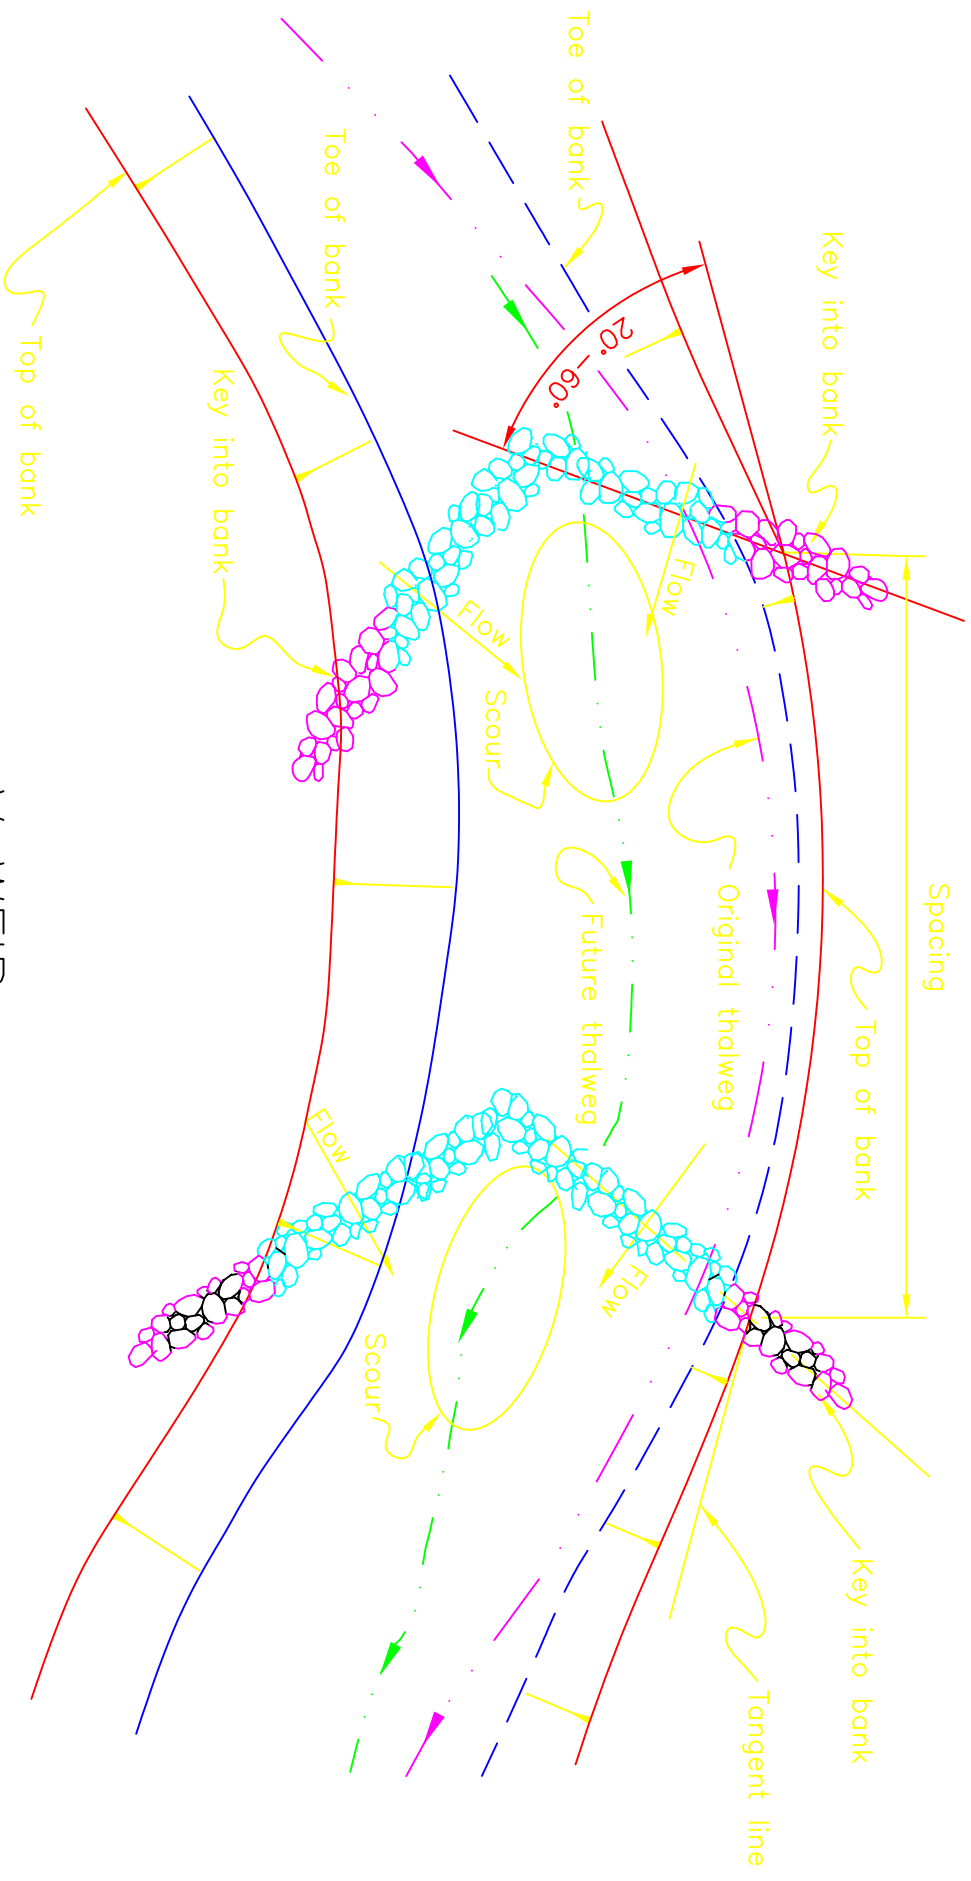 Spacing
Key into bank
Top of bank
Key into bank
Tangent line
Original thalweg
Flow
Flow
20°-60°
Toe of bank
Future thalweg
Scour
Flow
Scour
Flow
Toe of bank
Key into bank
Top of bank